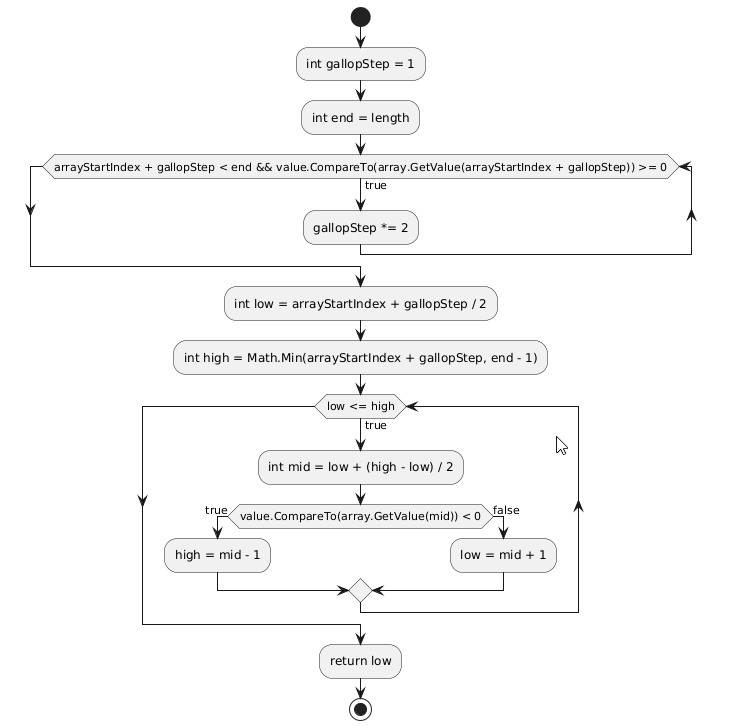 int gallopStep = 1
int end = length
arrayStartIndex + gallopStep < end && value.CompareTo(array.GetValue(arrayStartIndex + gallopStep)) >= 0
true
gallopStep *= 2
int low = arrayStartIndex + gallopStep / 2
int high = Math.Min(arrayStartIndex + gallopStep, end - 1)
low <= high
true
int mid = low + (high - low) / 2
true
value.CompareTo(array.GetValue(mid)) < 0
false
high = mid - 1
low = mid + 1
return low